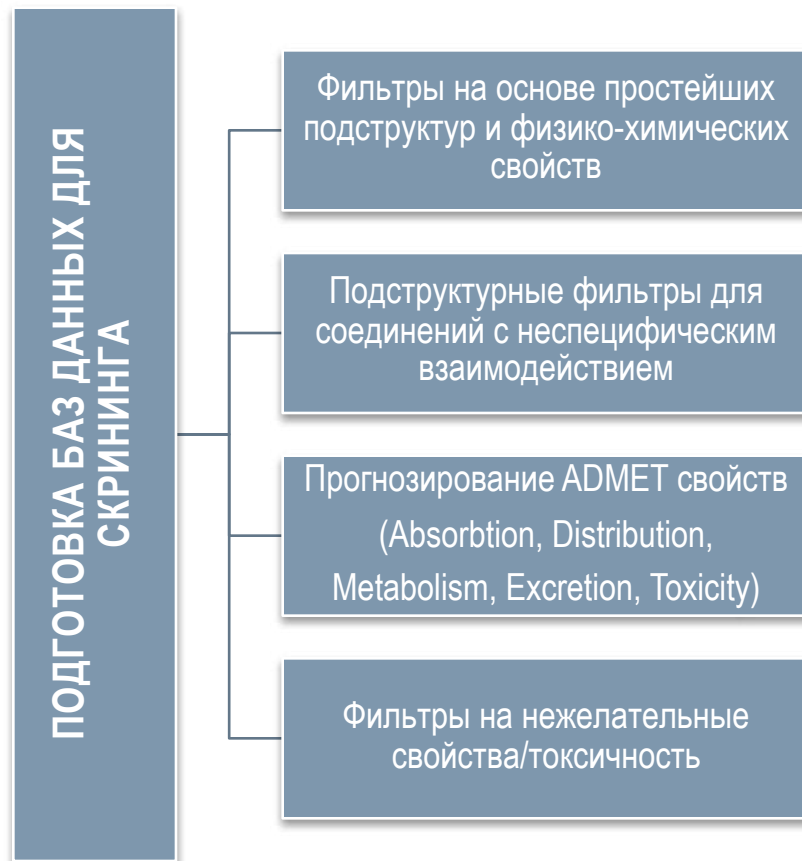 ПОДГОТОВКА БАЗ ДАННЫХ ДЛЯ
СКРИНИНГА
Фильтры на основе простейших
подструктур и физико-химических
свойств
Подструктурные фильтры для
соединений с неспецифическим
взаимодействием
Прогнозирование ADMET свойств
(Absorbtion, Distribution,
Metabolism, Excretion, Toxicity)
Фильтры на нежелательные
свойства/токсичность